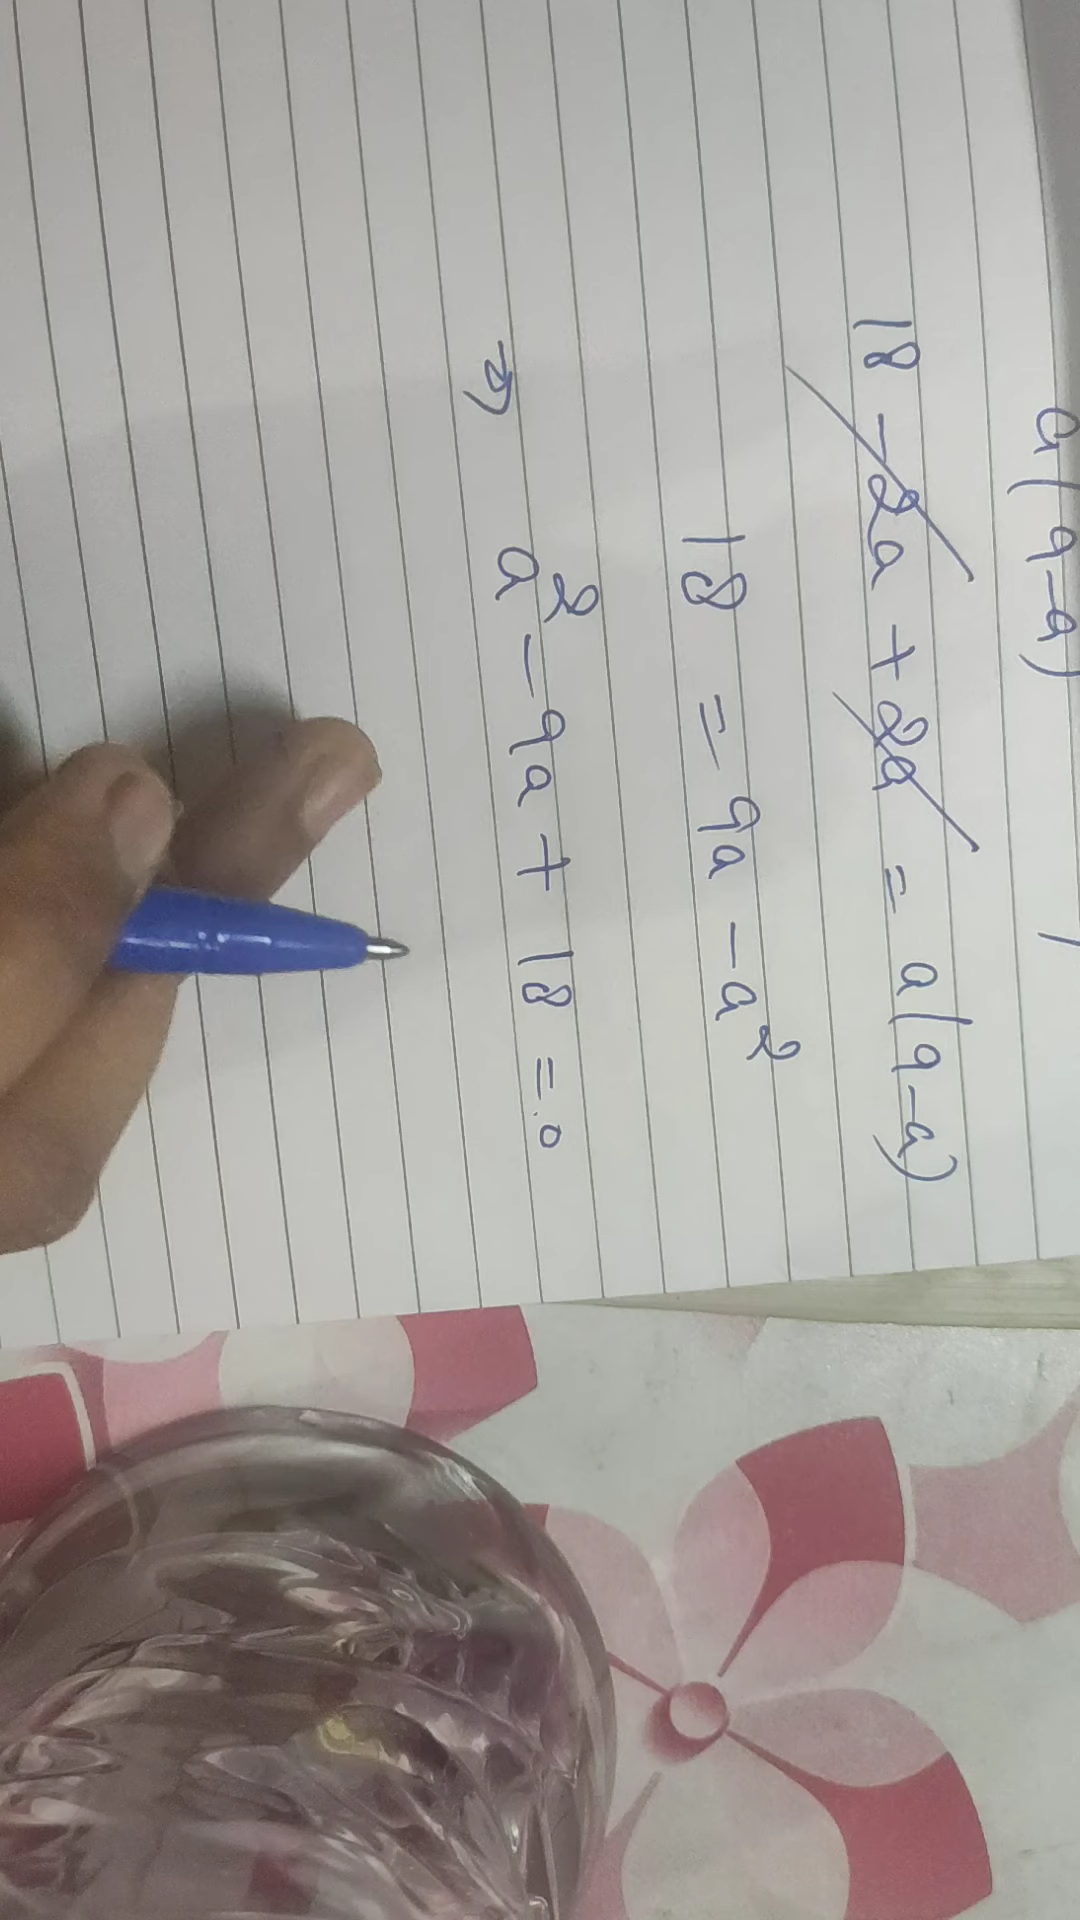 a(9-a)
18 - 2a + 2a = a(9-a)
18 = 9a - a²
⇒ a² - 9a + 18 = 0